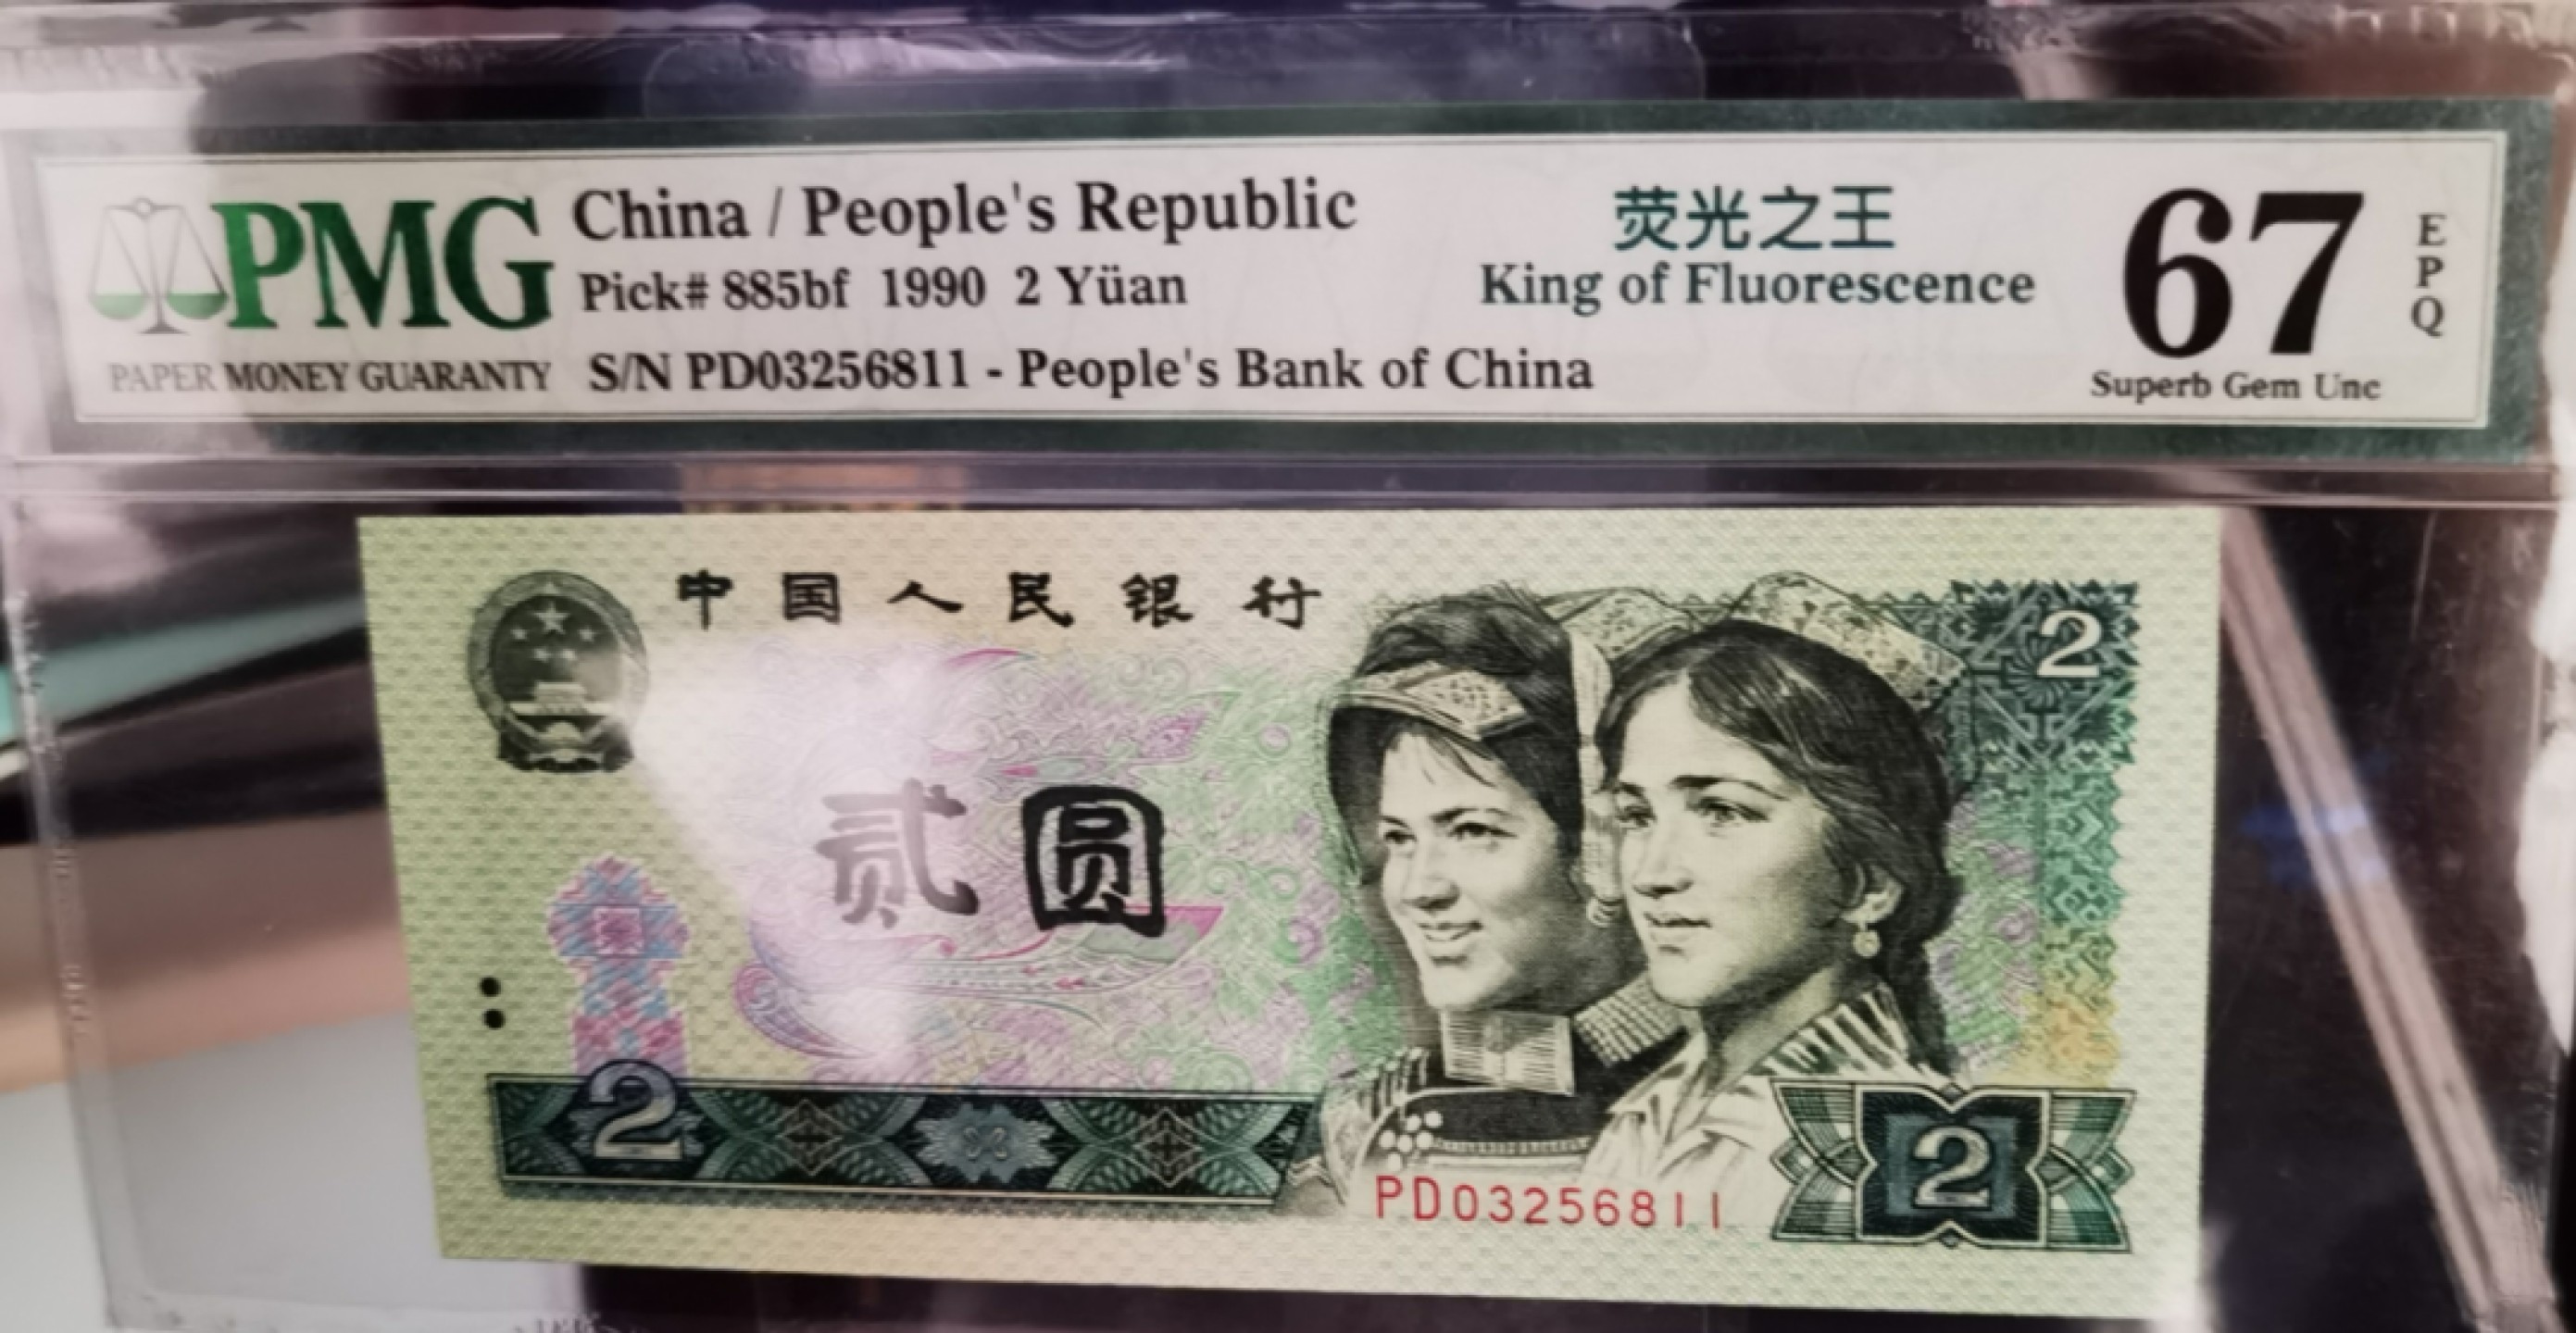 PMG
PAPER MONEY GUARANTY
China / People's Republic
Pick# 885bf 1990 2 Yüan
S/N PD03256811 - People's Bank of China
荧光之王
King of Fluorescence
67
EPQ
Superb Gem Unc
中国人民银行
2
贰圆
2
PD03256811
2